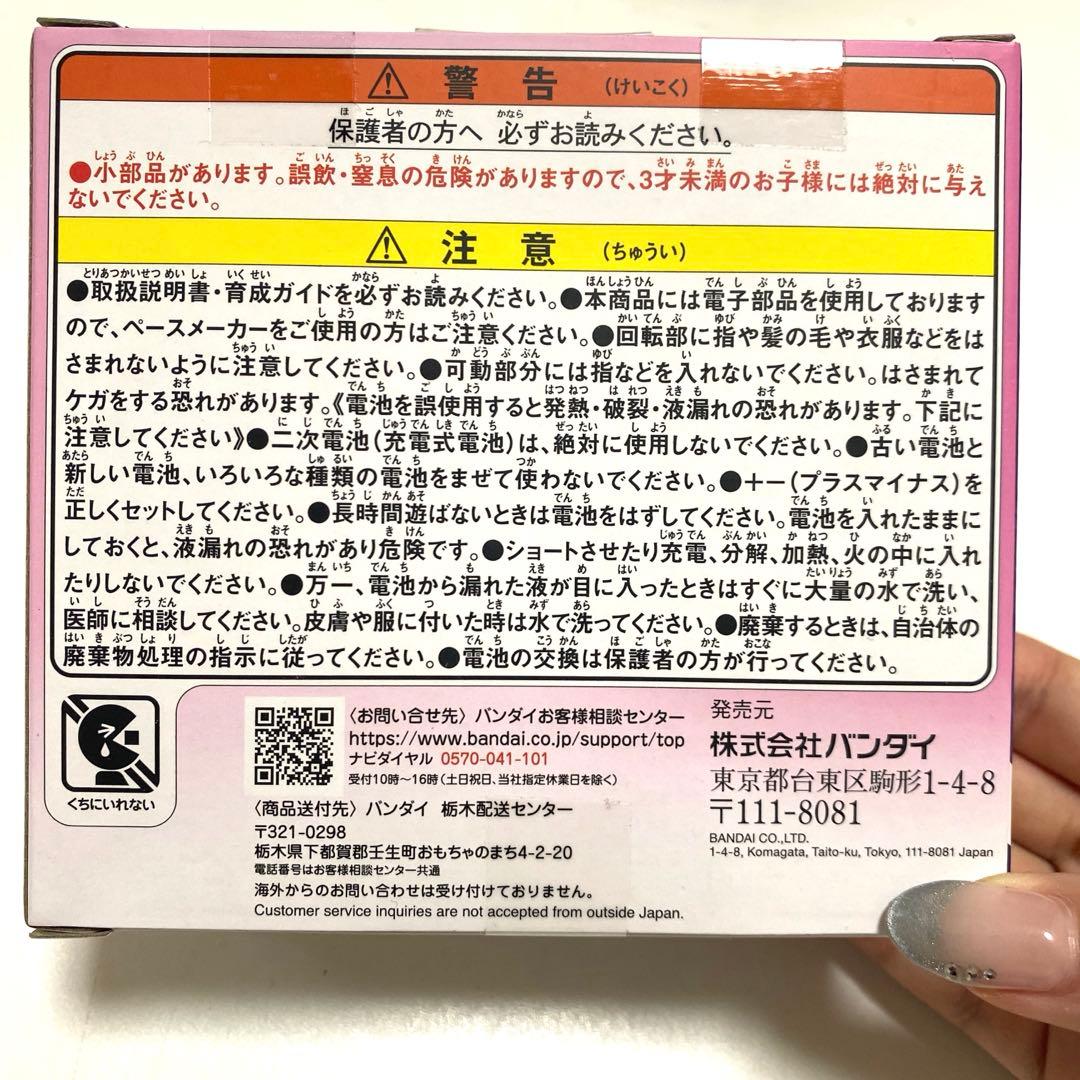 警告 (けいこく)
保護者の方へ 必ずお読みください。
●小部品があります。誤飲・窒息の危険がありますので、3才未満のお子様には絶対に与え
ないでください。
注意 (ちゅうい)
●取扱説明書・育成ガイドを必ずお読みください。●本商品には電子部品を使用しております
ので、ペースメーカーをご使用の方はご注意ください。●回転部に指や髪の毛や衣服などをは
さまれないように注意してください。●可動部分には指などを入れないでください。はさまれて
ケガをする恐れがあります。《電池を誤使用すると発熱・破裂・液漏れの恐れがあります。下記に
注意してください》●二次電池(充電式電池)は、絶対に使用しないでください。●古い電池と
新しい電池、いろいろな種類の電池をまぜて使わないでください。●+−(プラスマイナス)を
正しくセットしてください。●長時間遊ばないときは電池をはずしてください。電池を入れたままに
しておくと、液漏れの恐れがあり危険です。●ショートさせたり充電、分解、加熱、火の中に入れ
たりしないでください。●万一、電池から漏れた液が目に入ったときはすぐに大量の水で洗い、
医師に相談してください。皮膚や服に付いた時は水で洗ってください。●廃棄するときは、自治体の
廃棄物処理の指示に従ってください。●電池の交換は保護者の方が行ってください。
くちにいれない
〈お問い合せ先〉バンダイお客様相談センター
https://www.bandai.co.jp/support/top
ナビダイヤル 0570-041-101
受付10時〜16時(土日祝日、当社指定休業日を除く)
〈商品送付先〉バンダイ 栃木配送センター
〒321-0298
栃木県下都賀郡壬生町おもちゃのまち4-2-20
電話番号はお客様相談センター共通
海外からのお問い合わせは受け付けておりません。
Customer service inquiries are not accepted from outside Japan.
発売元
株式会社バンダイ
東京都台東区駒形1-4-8
〒111-8081
BANDAI CO.,LTD.
1-4-8, Komagata, Taito-ku, Tokyo, 111-8081 Japan